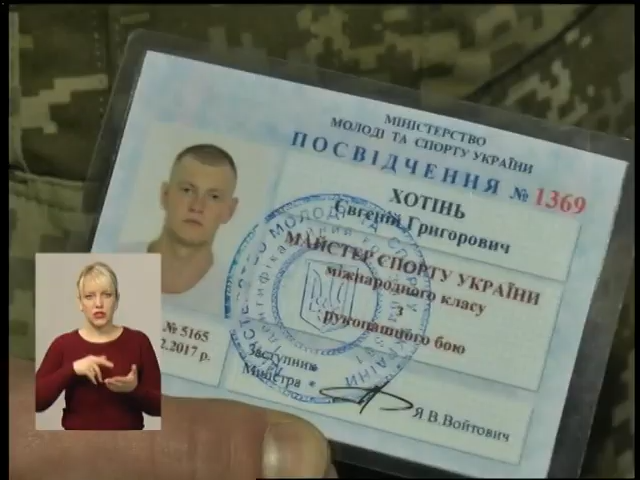 МІНІСТЕРСТВО
МОЛОДІ ТА СПОРТУ УКРАЇНИ
ПОСВІДЧЕННЯ № 1369
ХОТІНЬ
Євгеній Григорович
МАЙСТЕР СПОРТУ УКРАЇНИ
міжнародного класу
з
рукопашного бою
№ 5165
2.2017 р.
Заступник
Міністра
Я.В.Войтович